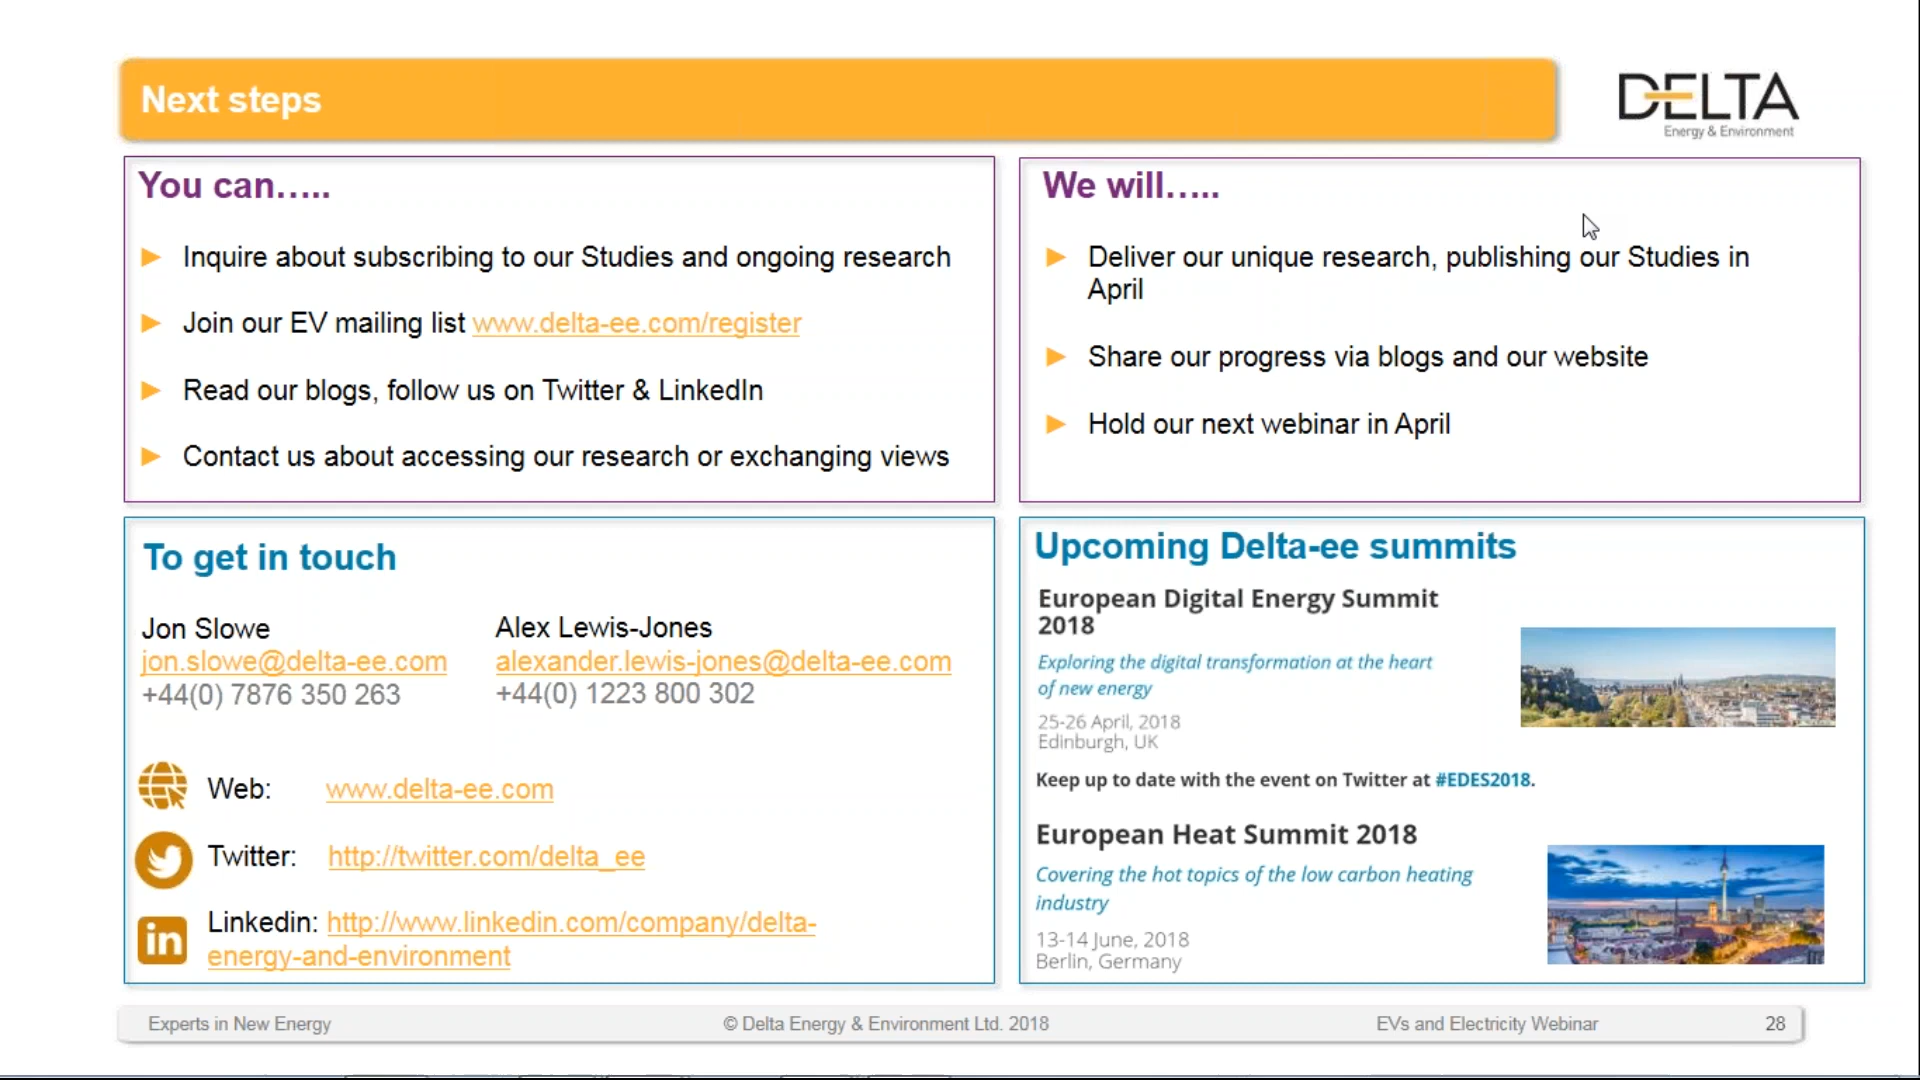 Next steps
DELTA
Energy & Environment
You can…..
Inquire about subscribing to our Studies and ongoing research
Join our EV mailing list www.delta-ee.com/register
Read our blogs, follow us on Twitter & LinkedIn
Contact us about accessing our research or exchanging views
We will…..
Deliver our unique research, publishing our Studies in
April
Share our progress via blogs and our website
Hold our next webinar in April
To get in touch
Jon Slowe
jon.slowe@delta-ee.com
+44(0) 7876 350 263
Alex Lewis-Jones
alexander.lewis-jones@delta-ee.com
+44(0) 1223 800 302
Web: www.delta-ee.com
Twitter: http://twitter.com/delta_ee
in
Linkedin: http://www.linkedin.com/company/delta-
energy-and-environment
Upcoming Delta-ee summits
European Digital Energy Summit
2018
Exploring the digital transformation at the heart
of new energy
25-26 April, 2018
Edinburgh, UK
Keep up to date with the event on Twitter at #EDES2018.
European Heat Summit 2018
Covering the hot topics of the low carbon heating
industry
13-14 June, 2018
Berlin, Germany
Experts in New Energy
© Delta Energy & Environment Ltd. 2018
EVs and Electricity Webinar
28